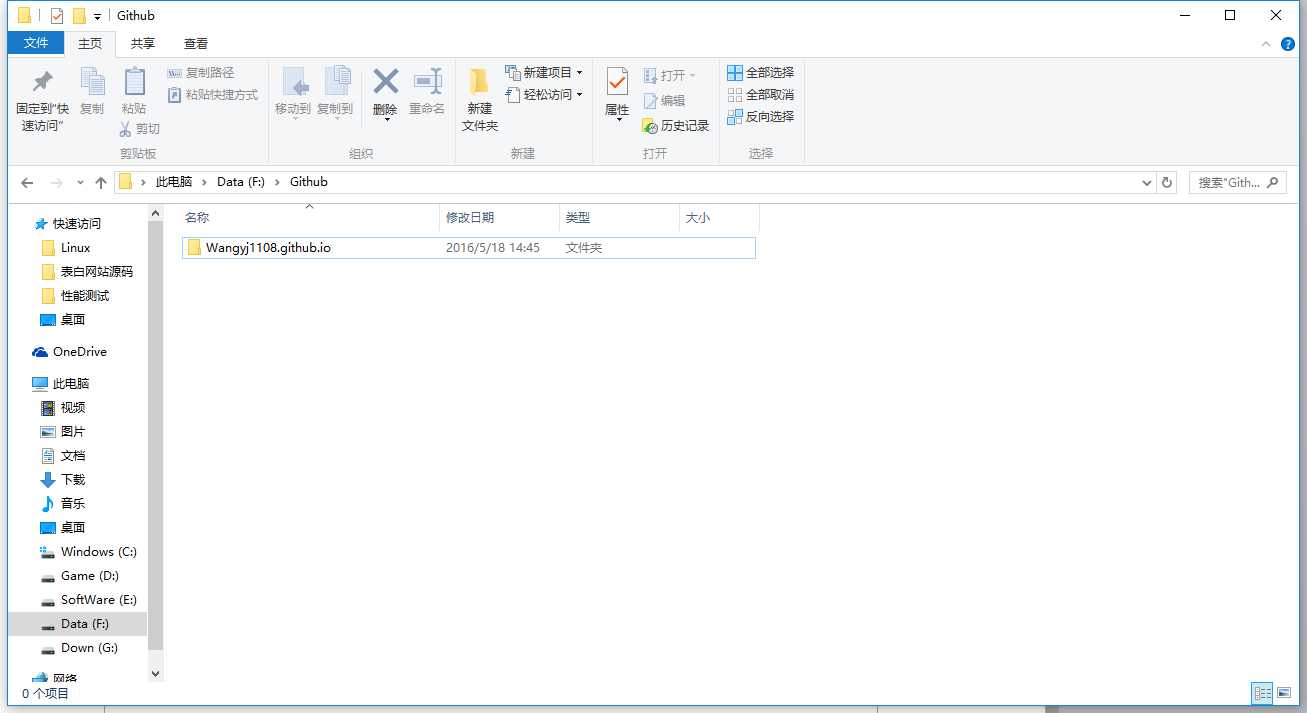 Github
文件 主页 共享 查看
固定到“快速访问”
复制
粘贴
复制路径
粘贴快捷方式
剪切
剪贴板
移动到 复制到 删除 重命名
组织
新建文件夹
新建项目
轻松访问
新建
属性
打开
编辑
历史记录
打开
全部选择
全部取消
反向选择
选择
此电脑 Data (F:) Github
搜索"Gith...
快速访问
Linux
表白网站源码
性能测试
桌面
OneDrive
此电脑
视频
图片
文档
下载
音乐
桌面
Windows (C:)
Game (D:)
SoftWare (E:)
Data (F:)
Down (G:)
网络
名称 修改日期 类型 大小
Wangyj1108.github.io 2016/5/18 14:45 文件夹
0 个项目